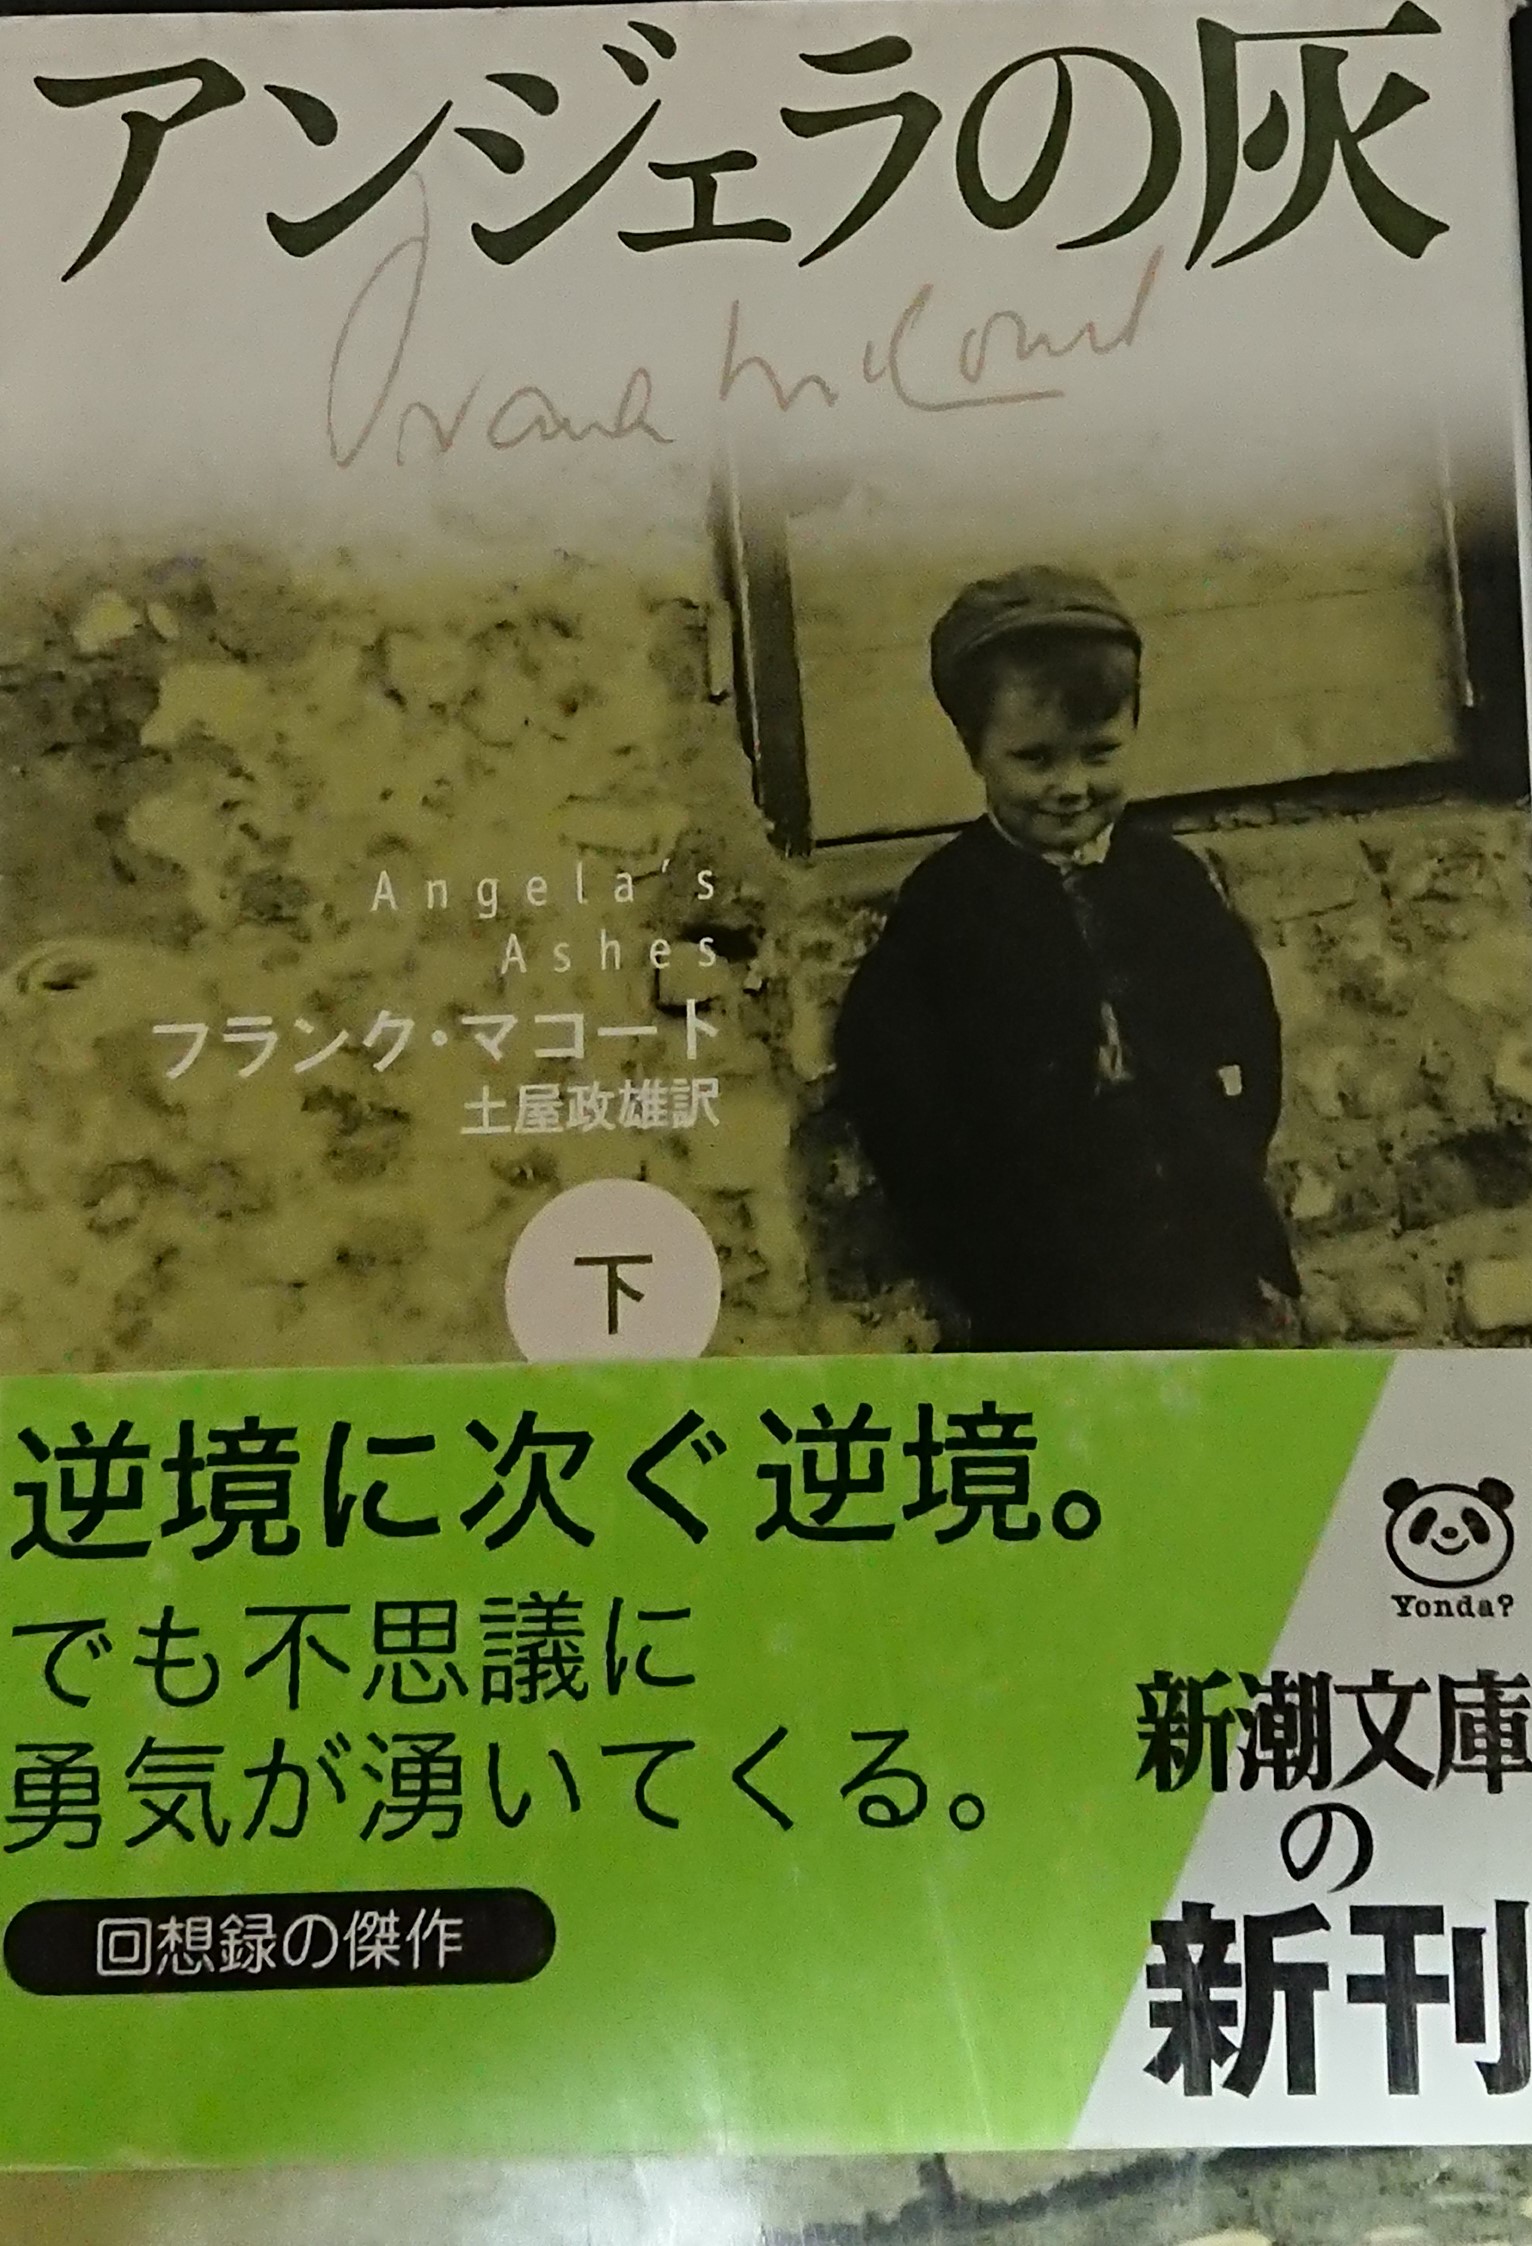 アンジェラの灰
Frank McCourt
Angela's
Ashes
フランク・マコート
土屋政雄訳
下
逆境に次ぐ逆境。
でも不思議に
勇気が湧いてくる。
回想録の傑作
Yonda?
新潮文庫
の
新刊